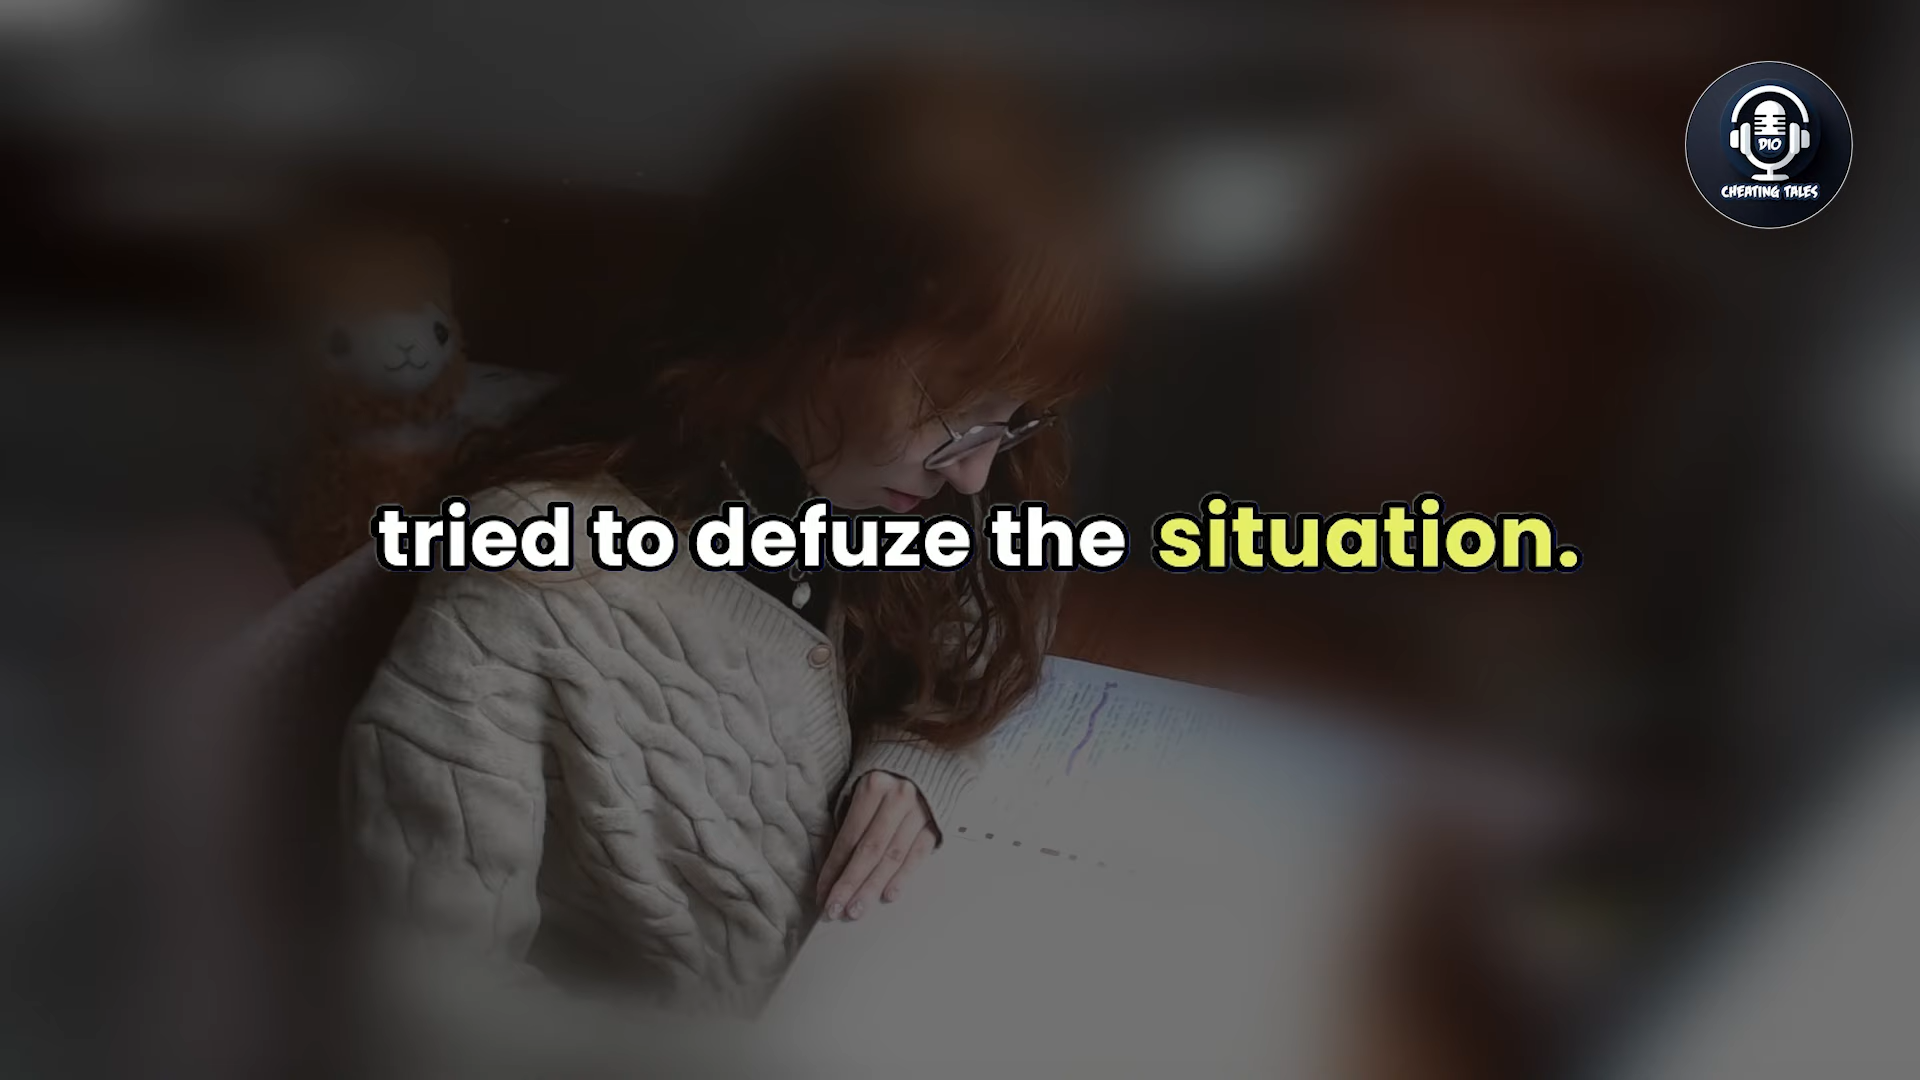 DIO
CHEATING TALES
tried to defuze the situation.